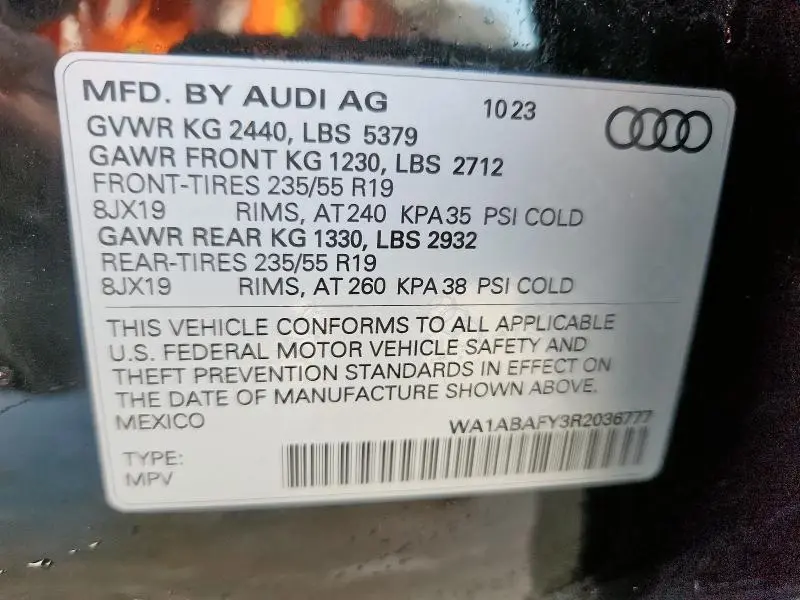 MFD. BY AUDI AG 10 23
GVWR KG 2440, LBS 5379
GAWR FRONT KG 1230, LBS 2712
FRONT-TIRES 235/55 R19
8JX19 RIMS, AT 240 KPA 35 PSI COLD
GAWR REAR KG 1330, LBS 2932
REAR-TIRES 235/55 R19
8JX19 RIMS, AT 260 KPA 38 PSI COLD
THIS VEHICLE CONFORMS TO ALL APPLICABLE
U.S. FEDERAL MOTOR VEHICLE SAFETY AND
THEFT PREVENTION STANDARDS IN EFFECT ON
THE DATE OF MANUFACTURE SHOWN ABOVE.
MEXICO WA1ABAFY3R2036777
TYPE:
MPV